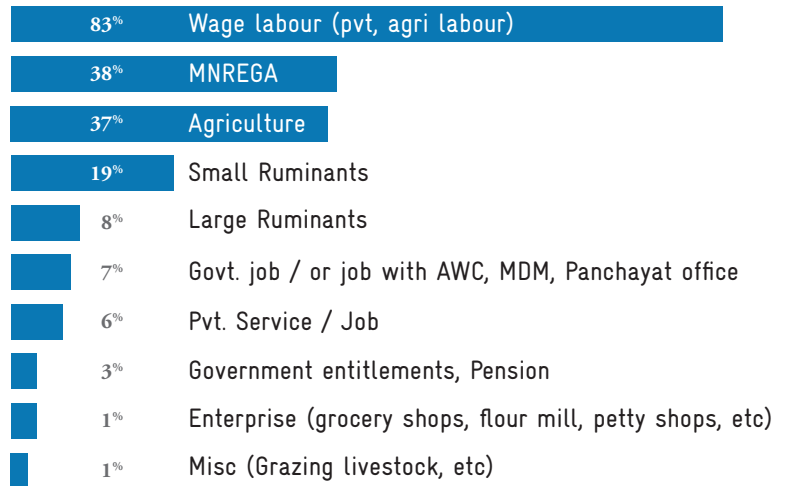 83% Wage labour (pvt, agri labour)
38% MNREGA
37% Agriculture
19% Small Ruminants
8% Large Ruminants
7% Govt. job / or job with AWC, MDM, Panchayat office
6% Pvt. Service / Job
3% Government entitlements, Pension
1% Enterprise (grocery shops, flour mill, petty shops, etc)
1% Misc (Grazing livestock, etc)